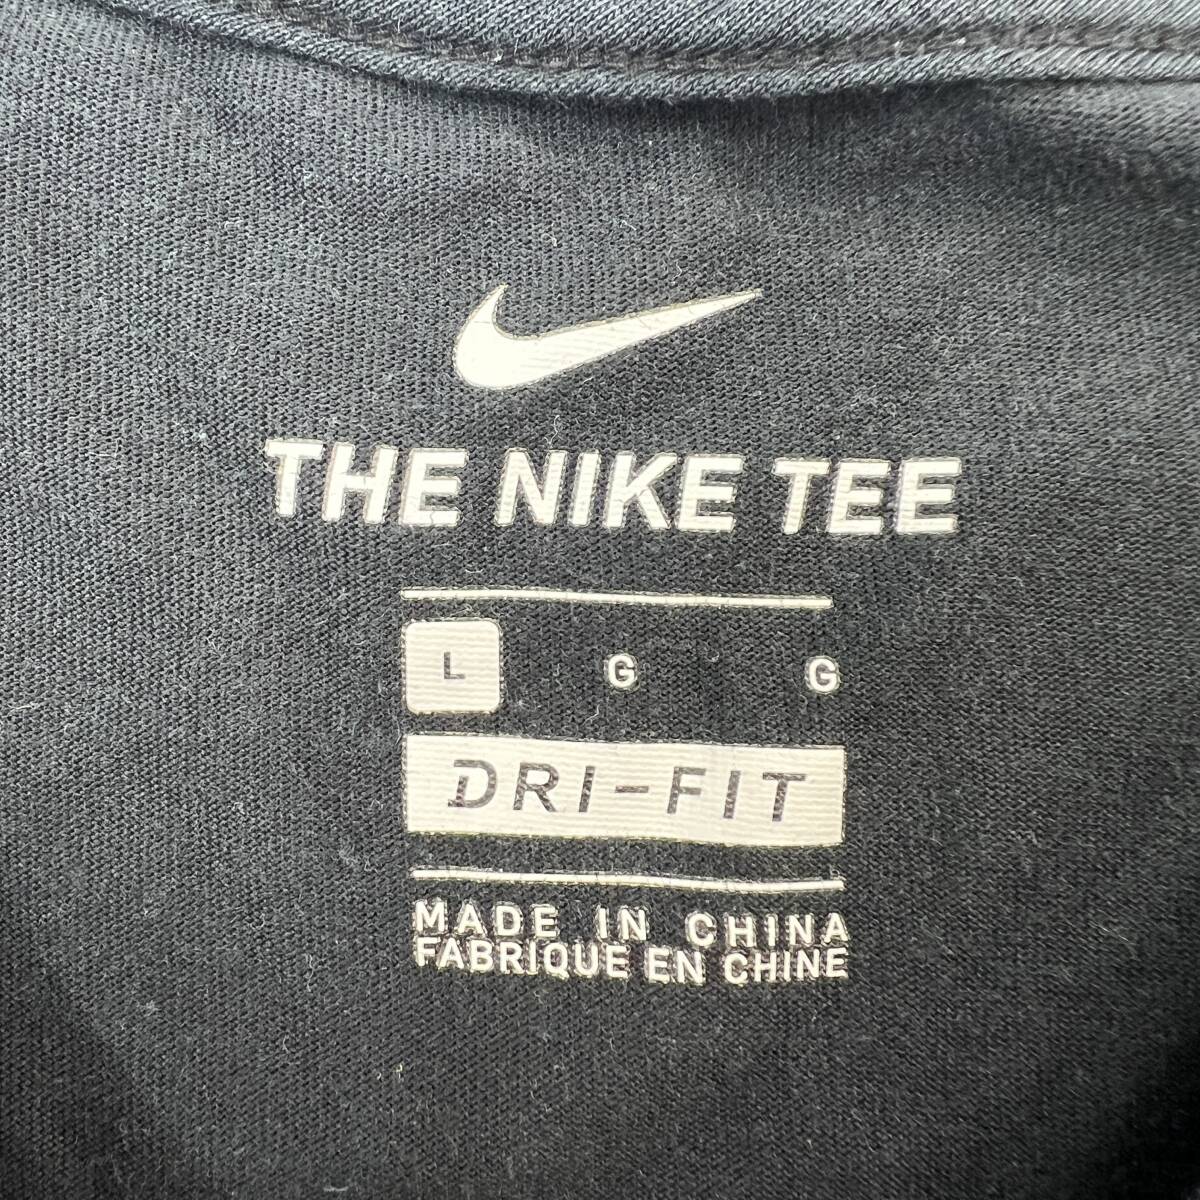 THE NIKE TEE
L G G
DRI-FIT
MADE IN CHINA
FABRIQUE EN CHINE